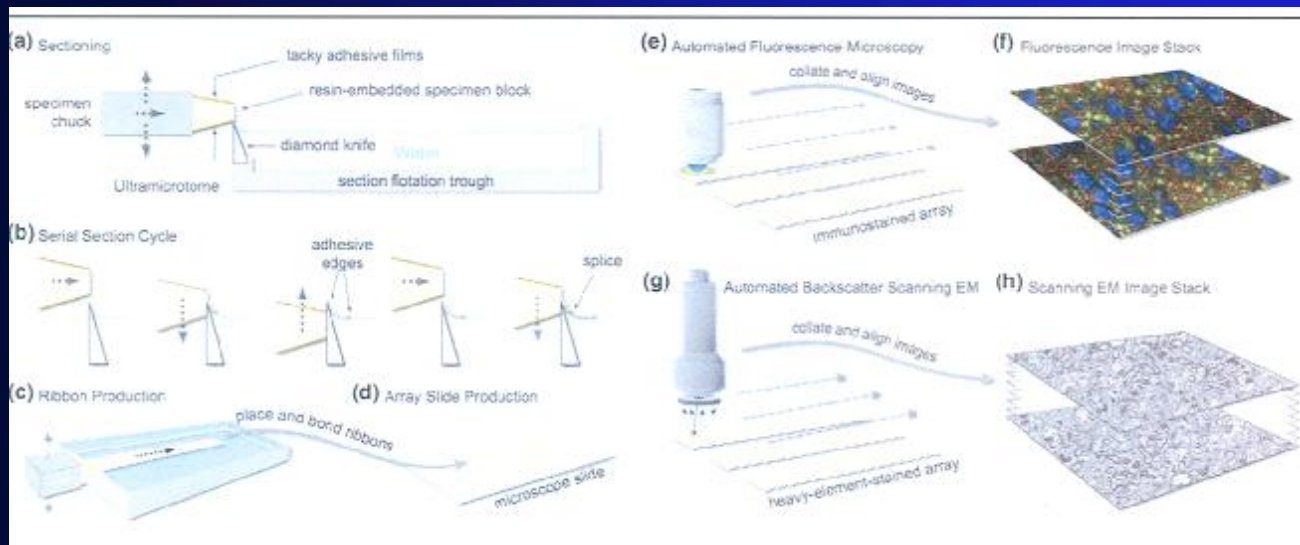 (a) Sectioning
tacky adhesive films
resin-embedded specimen block
specimen
chuck
diamond knife
Water
Ultramicrotome
section flotation trough
(b) Serial Section Cycle
adhesive
edges
splice
(c) Ribbon Production
place and bond ribbons
(d) Array Slide Production
microscope slide
(e) Automated Fluorescence Microscopy
collate and align images
immunostained array
(f) Fluorescence Image Stack
(g) Automated Backscatter Scanning EM
collate and align images
heavy-element-stained array
(h) Scanning EM Image Stack